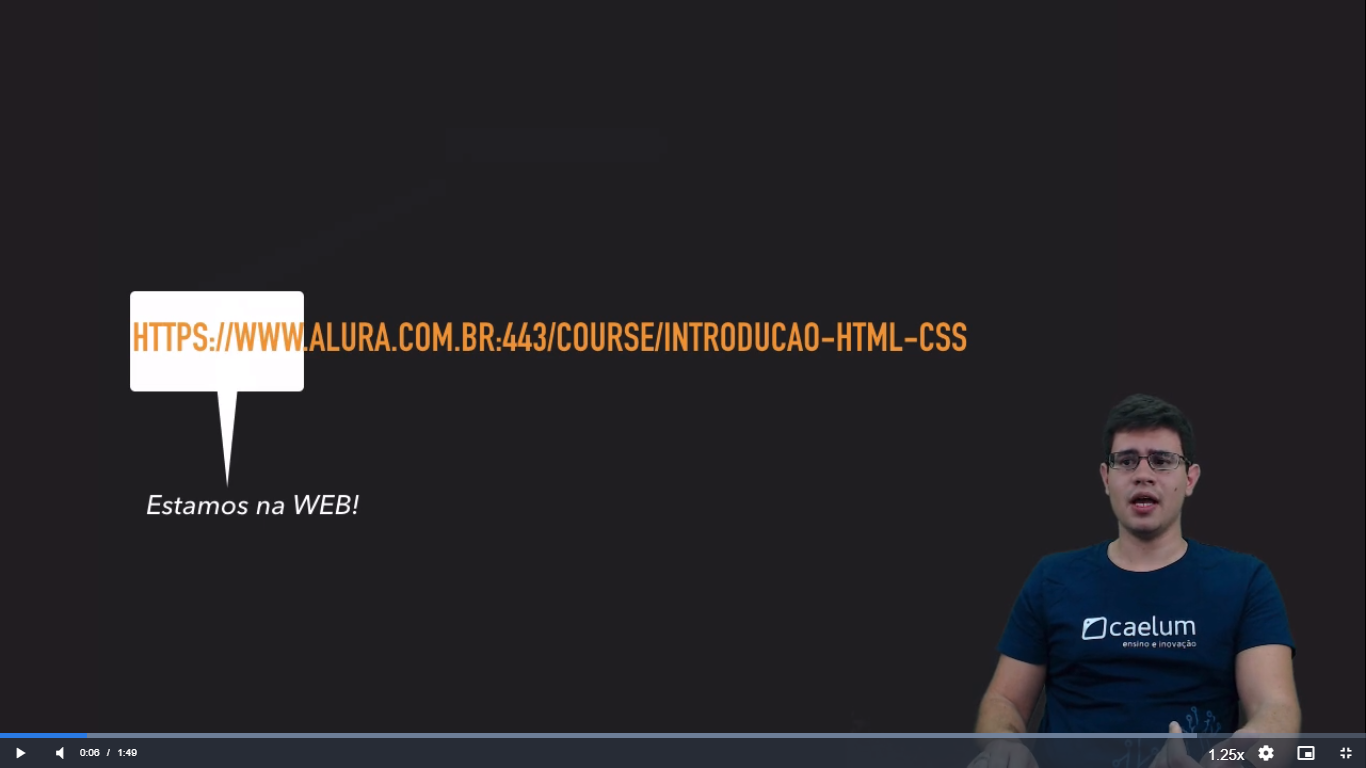 HTTPS://WWW.ALURA.COM.BR:443/COURSE/INTRODUCAO-HTML-CSS
Estamos na WEB!
caelum
ensino e inovação
0:06 / 1:49
1.25x